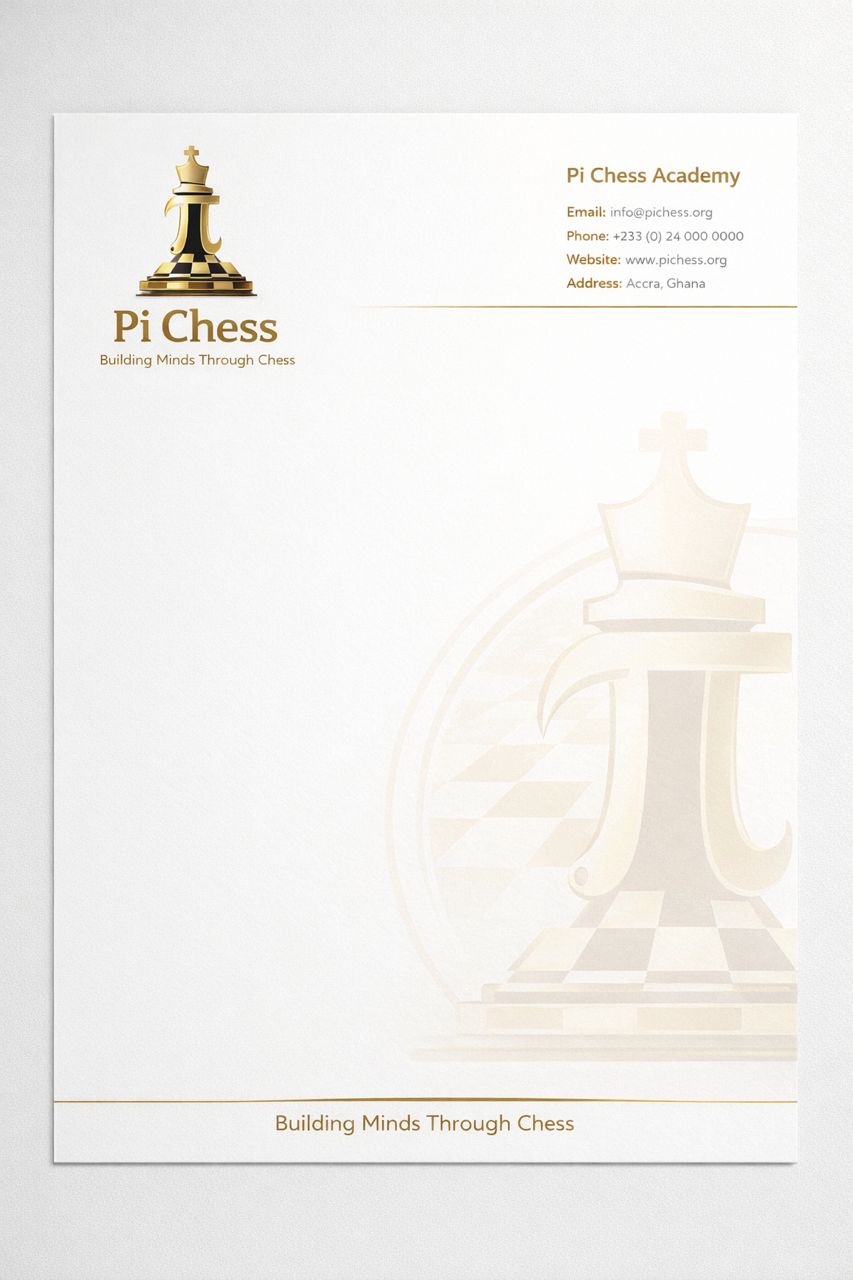 Pi Chess
Building Minds Through Chess
Pi Chess Academy
Email: info@pichess.org
Phone: +233 (0) 24 000 0000
Website: www.pichess.org
Address: Accra, Ghana
Building Minds Through Chess